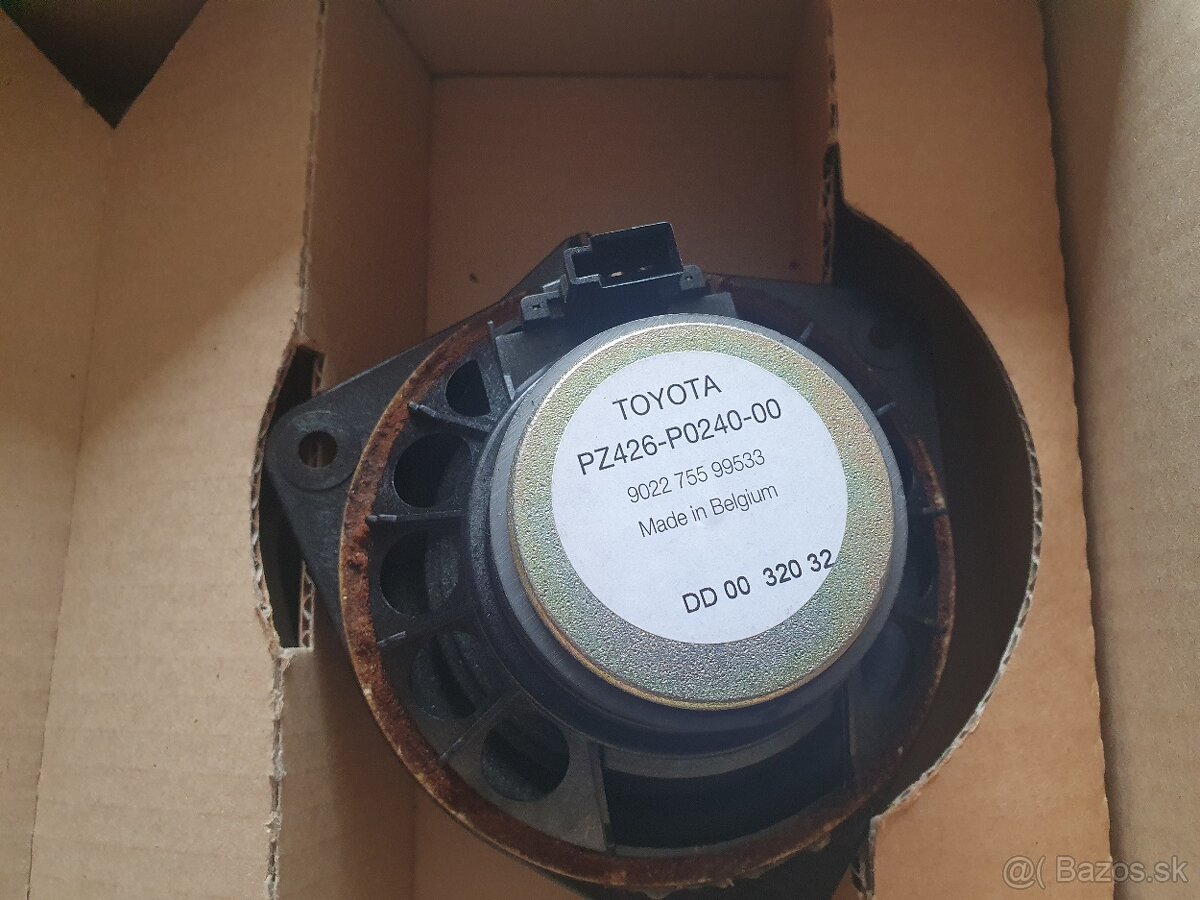 TOYOTA
PZ426-P0240-00
9022 755 99533
Made in Belgium
DD 00 320 32
@( Bazos.sk